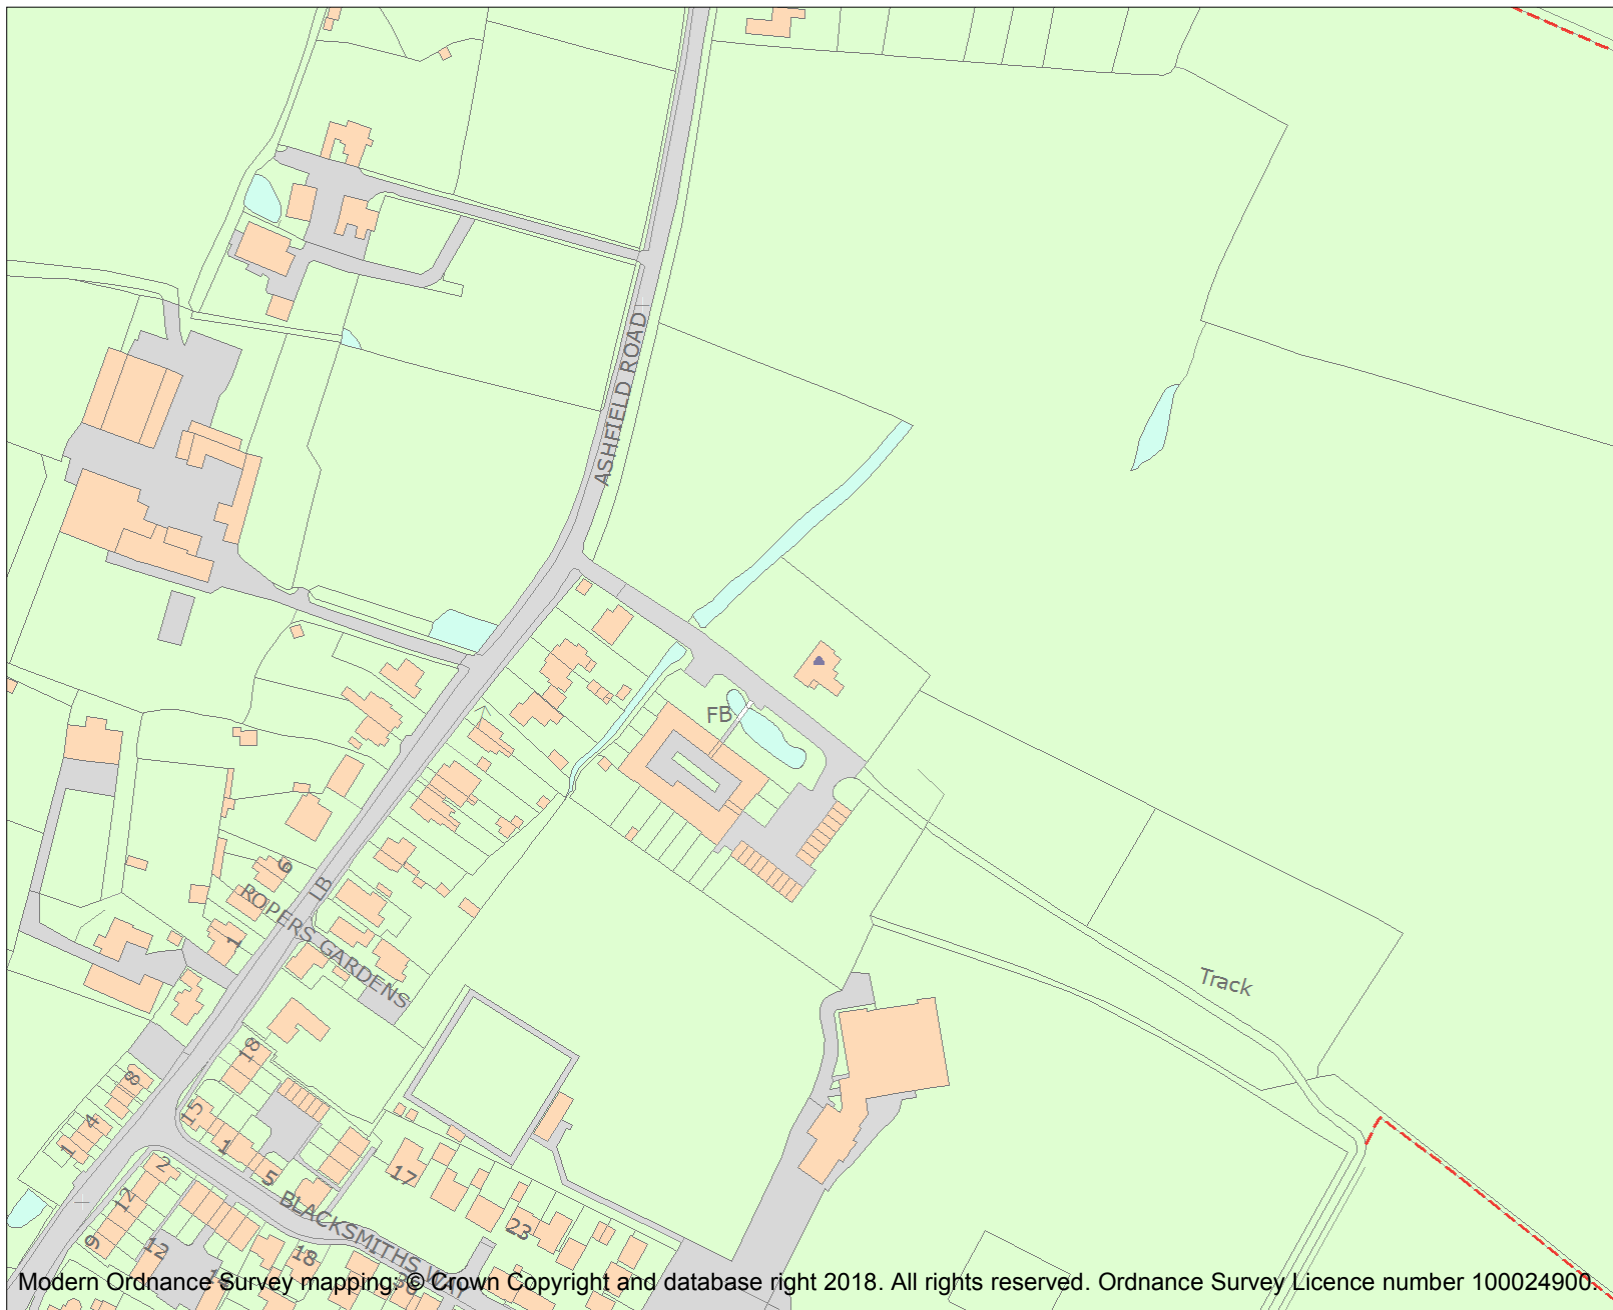 ASHFIELD ROAD
FB
6
LB
ROPERS GARDENS
1
Track
18
8
15
4
1
1
5
17
2
12
BLACKSMITHS WAY
23
9
12
18
Modern Ordnance Survey mapping: © Crown Copyright and database right 2018. All rights reserved. Ordnance Survey Licence number 100024900.